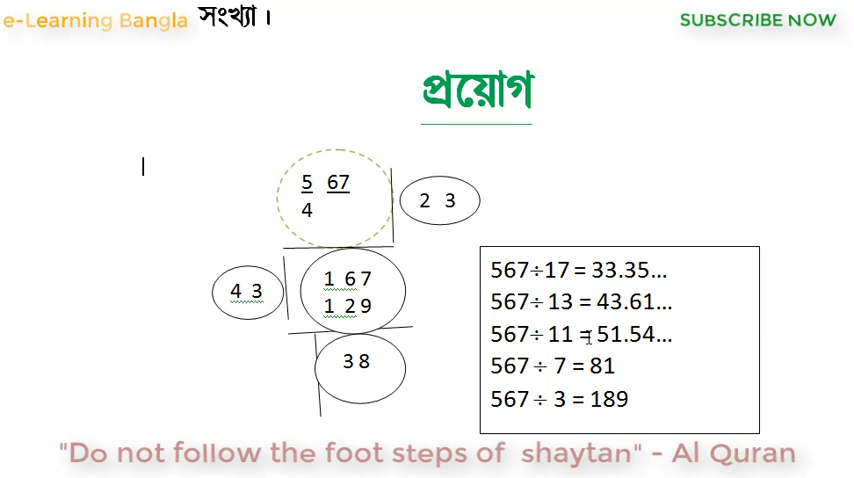 e-Learning Bangla সংখ্যা। SUBSCRIBE NOW
প্রয়োগ
5 67
4
2 3
4 3
1 6 7
1 2 9
3 8
567÷17 = 33.35...
567÷ 13 = 43.61...
567÷ 11 = 51.54...
567 ÷ 7 = 81
567 ÷ 3 = 189
"Do not follow the foot steps of shaytan" - Al Quran